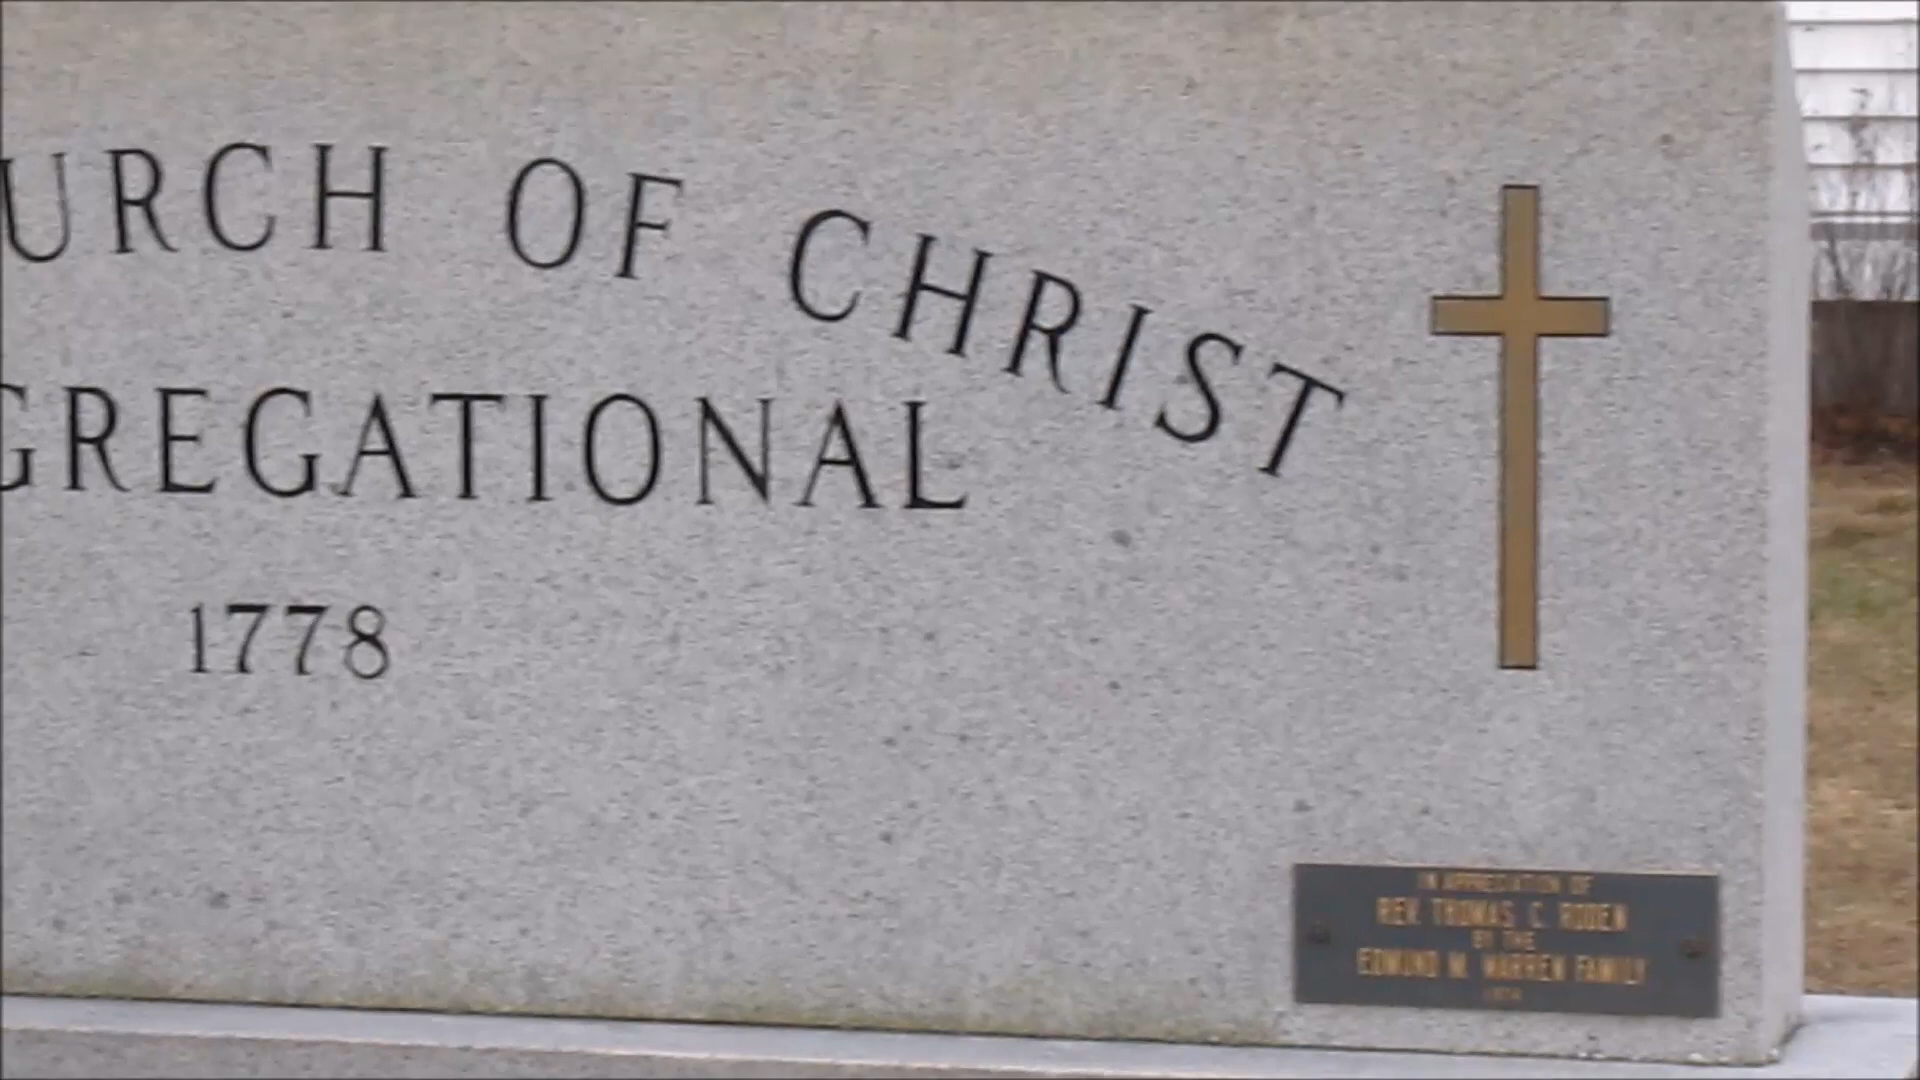 URCH OF CHRIST
GREGATIONAL
1778
IN APPRECIATION OF
REV. THOMAS C. RODEN
BY THE
EDMUND M. WARREN FAMILY